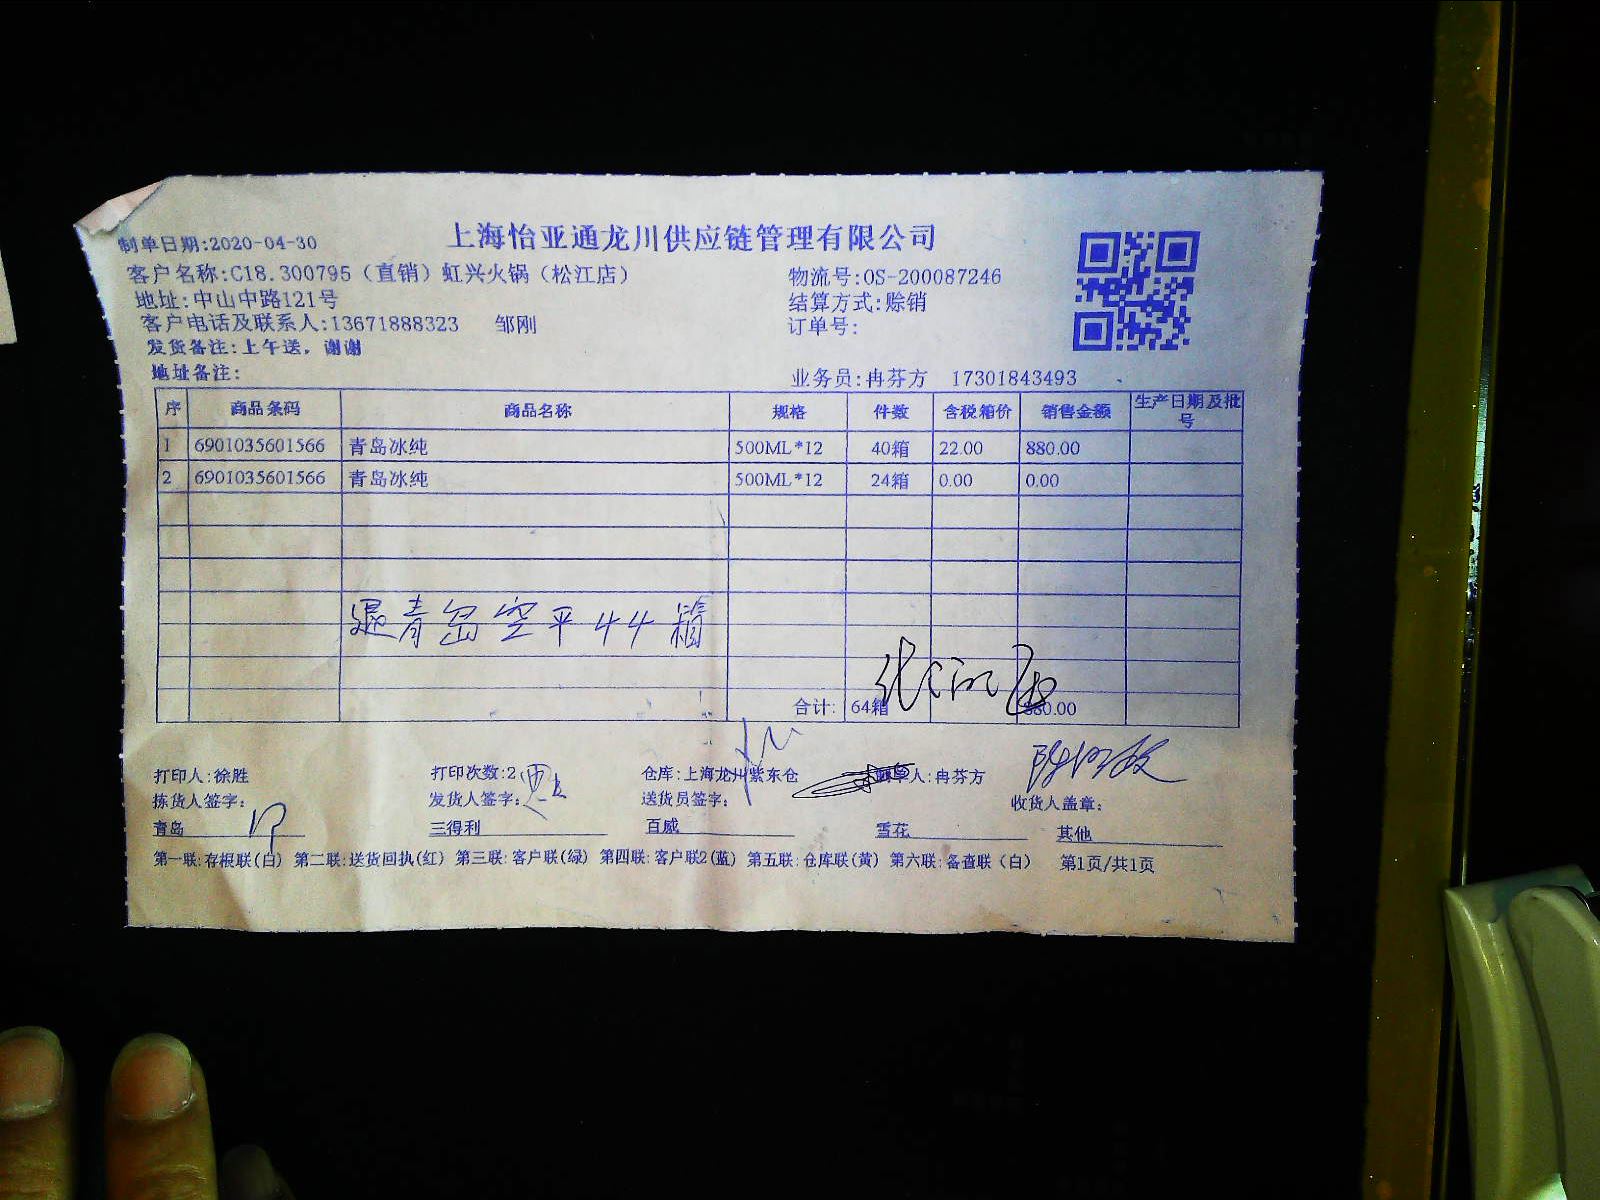 上海怡亚通龙川供应链管理有限公司
制单日期:2020-04-30
客户名称:C18.300795（直销）虹兴火锅（松江店） 物流号:OS-200087246
地址:中山中路121号 结算方式:赊销
客户电话及联系人:13671888323 邹刚 订单号:
发货备注:上午送，谢谢
地址备注: 业务员:冉芬方 17301843493
序 商品条码 商品名称 规格 件数 含税箱价 销售金额 生产日期及批号
1 6901035601566 青岛冰纯 500ML*12 40箱 22.00 880.00
2 6901035601566 青岛冰纯 500ML*12 24箱 0.00 0.00
退青岛空平44箱
合计: 64箱 880.00
打印人:徐胜 打印次数:2 仓库:上海龙川紫东仓 制单人:冉芬方
拣货人签字: 发货人签字: 送货员签字: 收货人盖章:
青岛 三得利 百威 雪花 其他
第一联:存根联(白) 第二联:送货回执(红) 第三联:客户联(绿) 第四联:客户联2(蓝) 第五联:仓库联(黄) 第六联:备查联（白） 第1页/共1页